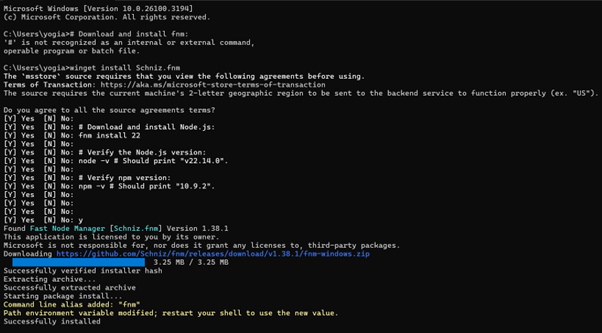 Microsoft Windows [Version 10.0.26100.3194]
(c) Microsoft Corporation. All rights reserved.
C:\Users\yogia># Download and install fnm:
'#' is not recognized as an internal or external command,
operable program or batch file.
C:\Users\yogia>winget install Schniz.fnm
The 'msstore' source requires that you view the following agreements before using.
Terms of Transaction: https://aka.ms/microsoft-store-terms-of-transaction
The source requires the current machine's 2-letter geographic region to be sent to the backend service to function properly (ex. "US").
Do you agree to all the source agreements terms?
[Y] Yes  [N] No:
[Y] Yes  [N] No: # Download and install Node.js:
[Y] Yes  [N] No: fnm install 22
[Y] Yes  [N] No:
[Y] Yes  [N] No: # Verify the Node.js version:
[Y] Yes  [N] No: node -v # Should print "v22.14.0".
[Y] Yes  [N] No:
[Y] Yes  [N] No: # Verify npm version:
[Y] Yes  [N] No: npm -v # Should print "10.9.2".
[Y] Yes  [N] No:
[Y] Yes  [N] No:
[Y] Yes  [N] No:
[Y] Yes  [N] No: y
Found Fast Node Manager [Schniz.fnm] Version 1.38.1
This application is licensed to you by its owner.
Microsoft is not responsible for, nor does it grant any licenses to, third-party packages.
Downloading https://github.com/Schniz/fnm/releases/download/v1.38.1/fnm-windows.zip
3.25 MB / 3.25 MB
Successfully verified installer hash
Extracting archive...
Successfully extracted archive
Starting package install...
Command line alias added: "fnm"
Path environment variable modified; restart your shell to use the new value.
Successfully installed